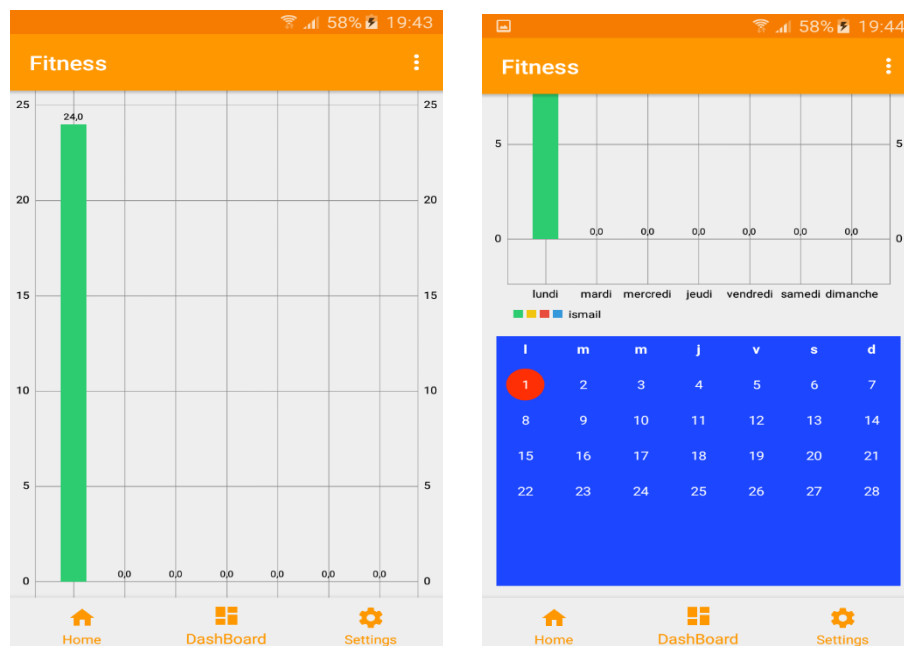 58% 19:43
Fitness
25 25
24,0
20 20
15 15
10 10
5 5
0 0,0 0,0 0,0 0,0 0,0 0,0 0
Home DashBoard Settings
58% 19:44
Fitness
5 5
0 0,0 0,0 0,0 0,0 0,0 0,0 0
lundi mardi mercredi jeudi vendredi samedi dimanche
ismail
l m m j v s d
1 2 3 4 5 6 7
8 9 10 11 12 13 14
15 16 17 18 19 20 21
22 23 24 25 26 27 28
Home DashBoard Settings